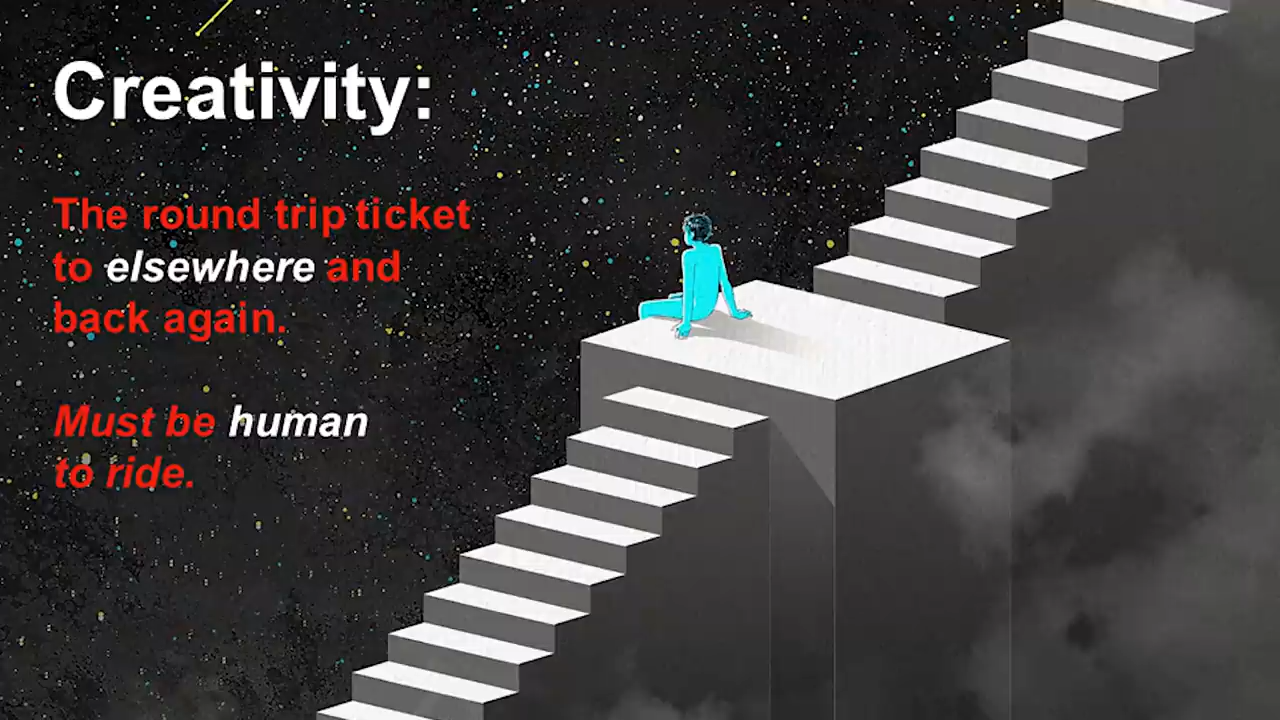 Creativity:
The round trip ticket
to elsewhere and
back again.
Must be human
to ride.